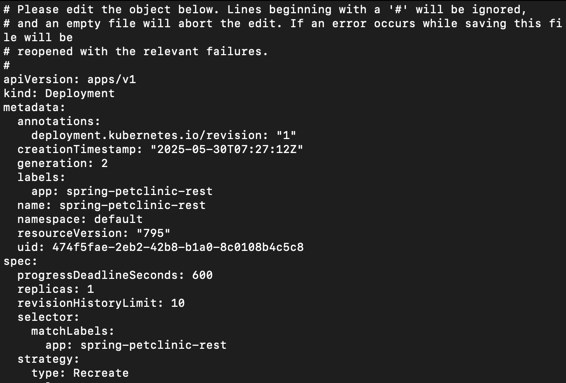 # Please edit the object below. Lines beginning with a '#' will be ignored,
# and an empty file will abort the edit. If an error occurs while saving this fi
le will be
# reopened with the relevant failures.
#
apiVersion: apps/v1
kind: Deployment
metadata:
  annotations:
    deployment.kubernetes.io/revision: "1"
  creationTimestamp: "2025-05-30T07:27:12Z"
  generation: 2
  labels:
    app: spring-petclinic-rest
  name: spring-petclinic-rest
  namespace: default
  resourceVersion: "795"
  uid: 474f5fae-2eb2-42b8-b1a0-8c0108b4c5c8
spec:
  progressDeadlineSeconds: 600
  replicas: 1
  revisionHistoryLimit: 10
  selector:
    matchLabels:
      app: spring-petclinic-rest
  strategy:
    type: Recreate